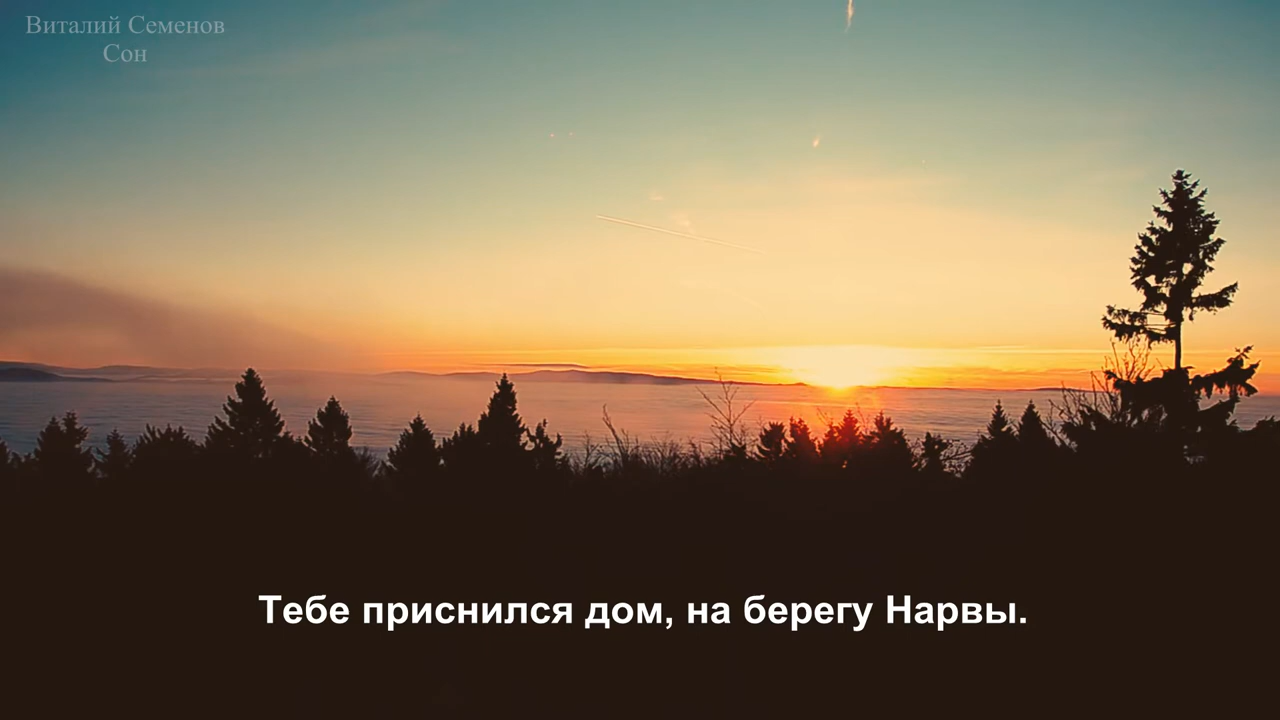 Виталий Семенов
Сон
Тебе приснился дом, на берегу Нарвы.